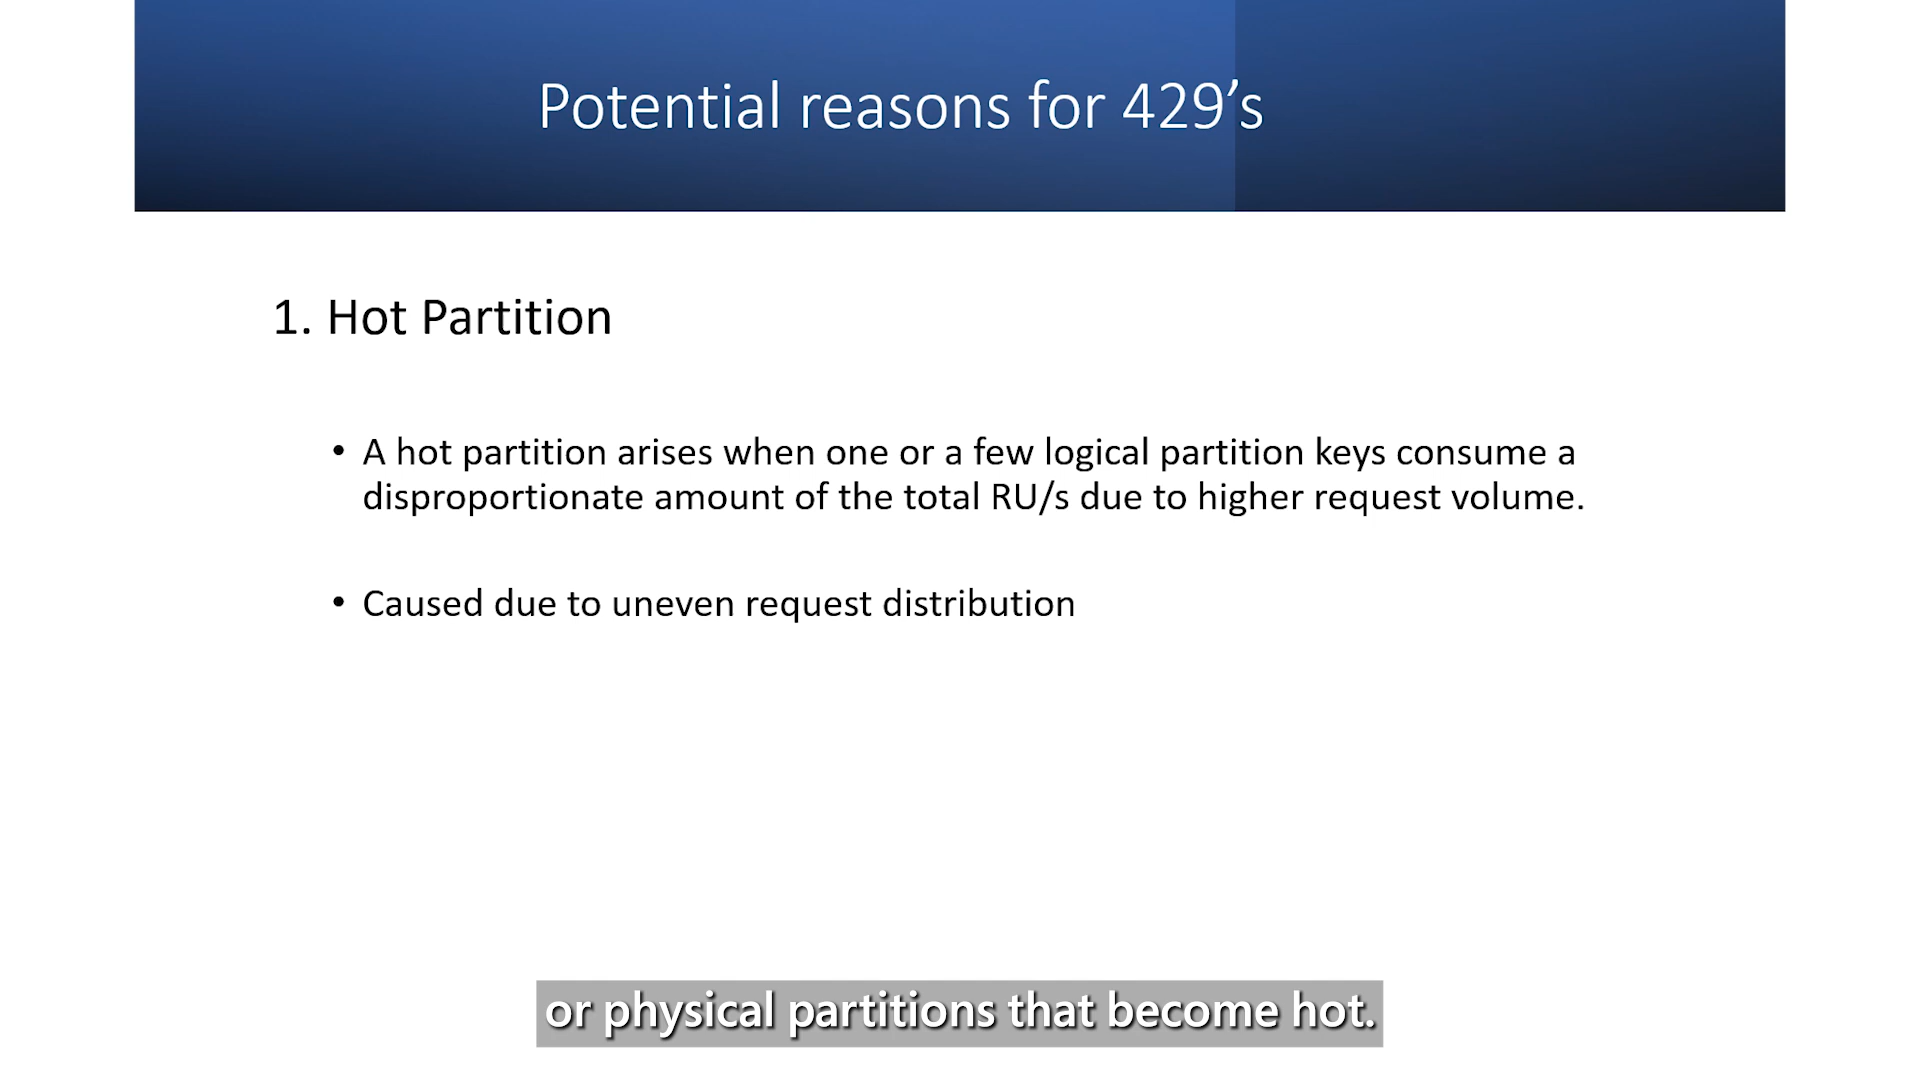 Potential reasons for 429’s
1. Hot Partition
• A hot partition arises when one or a few logical partition keys consume a
disproportionate amount of the total RU/s due to higher request volume.
• Caused due to uneven request distribution
or physical partitions that become hot.